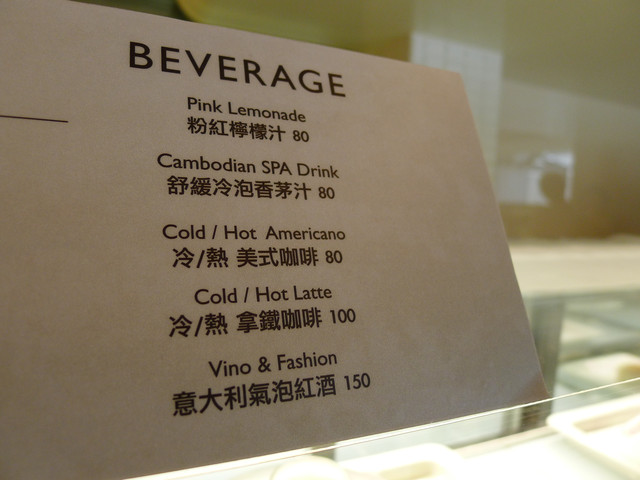 BEVERAGE
Pink Lemonade
粉紅檸檬汁 80
Cambodian SPA Drink
舒緩冷泡香茅汁 80
Cold / Hot Americano
冷/熱 美式咖啡 80
Cold / Hot Latte
冷/熱 拿鐵咖啡 100
Vino & Fashion
意大利氣泡紅酒 150